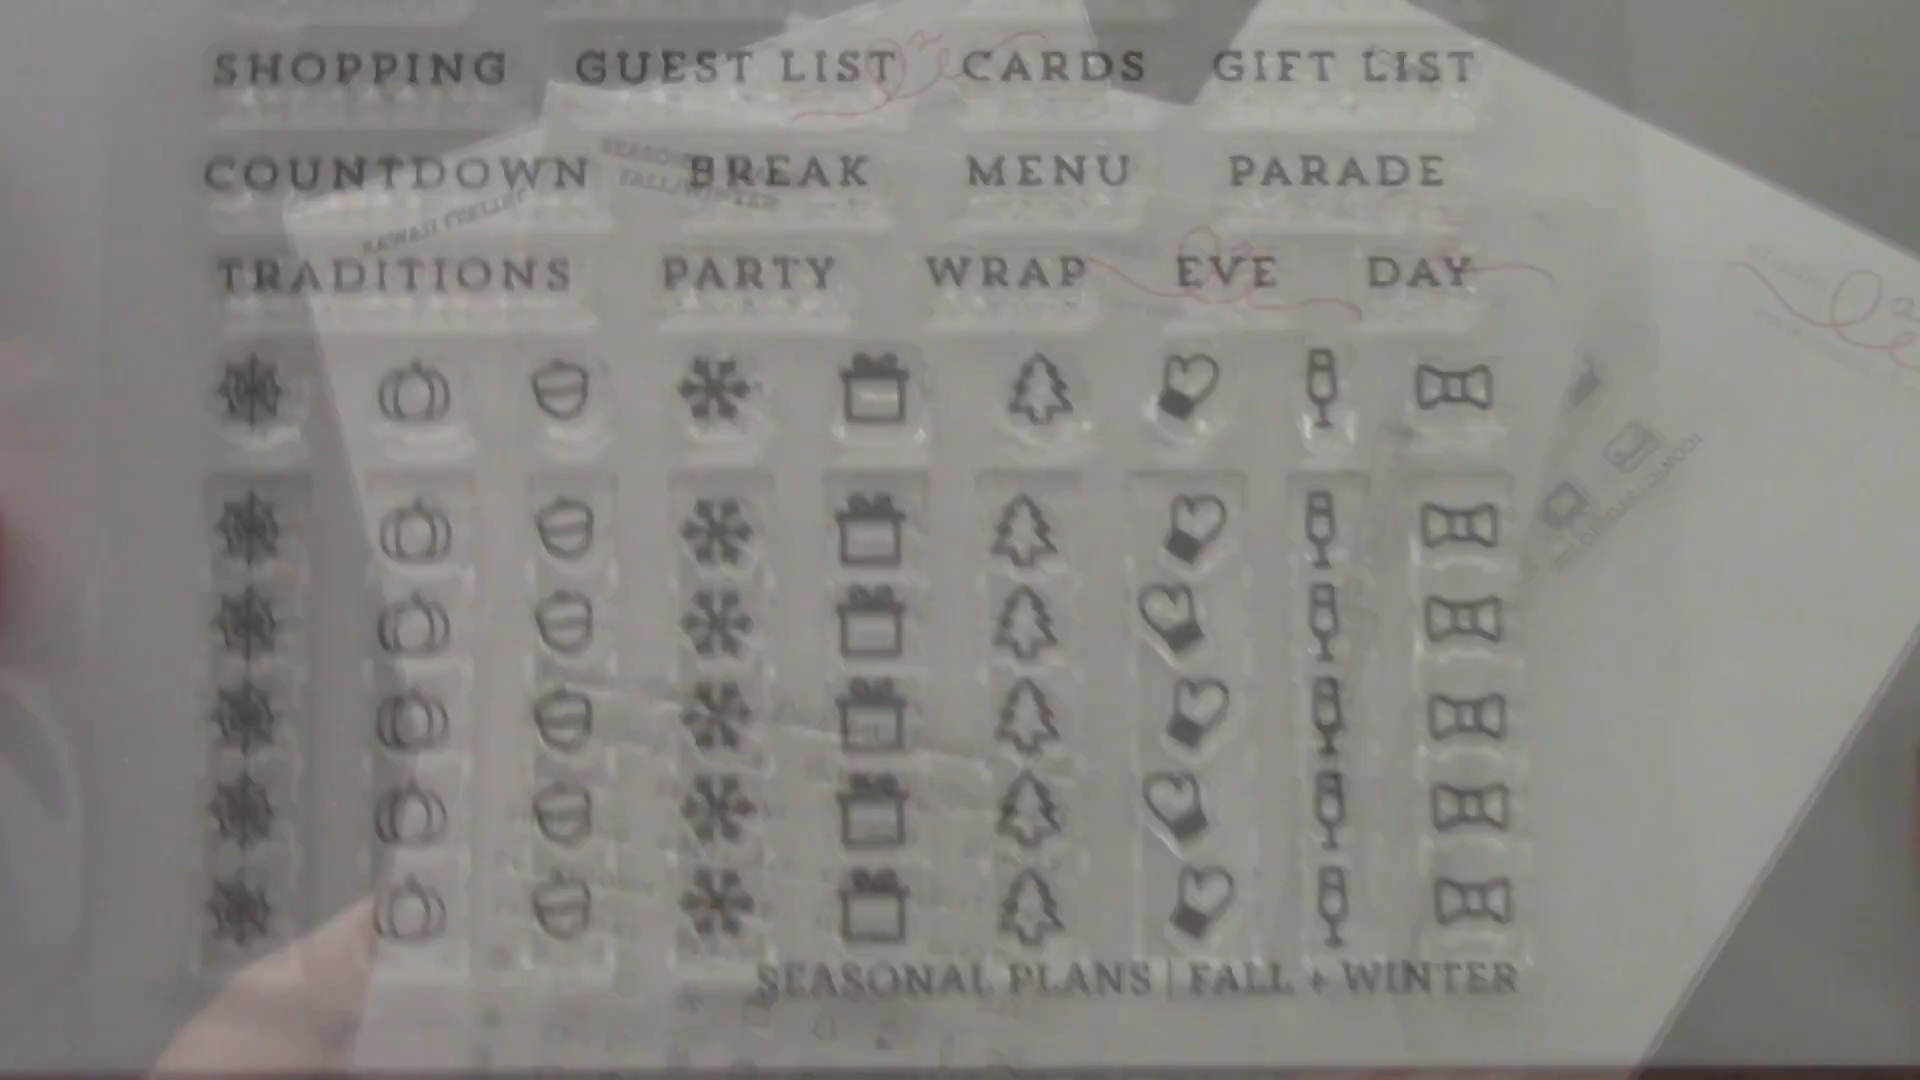 SHOPPING GUEST LIST CARDS GIFT LIST
COUNTDOWN BREAK MENU PARADE
TRADITIONS PARTY WRAP EVE DAY
SEASONAL PLANS | FALL + WINTER